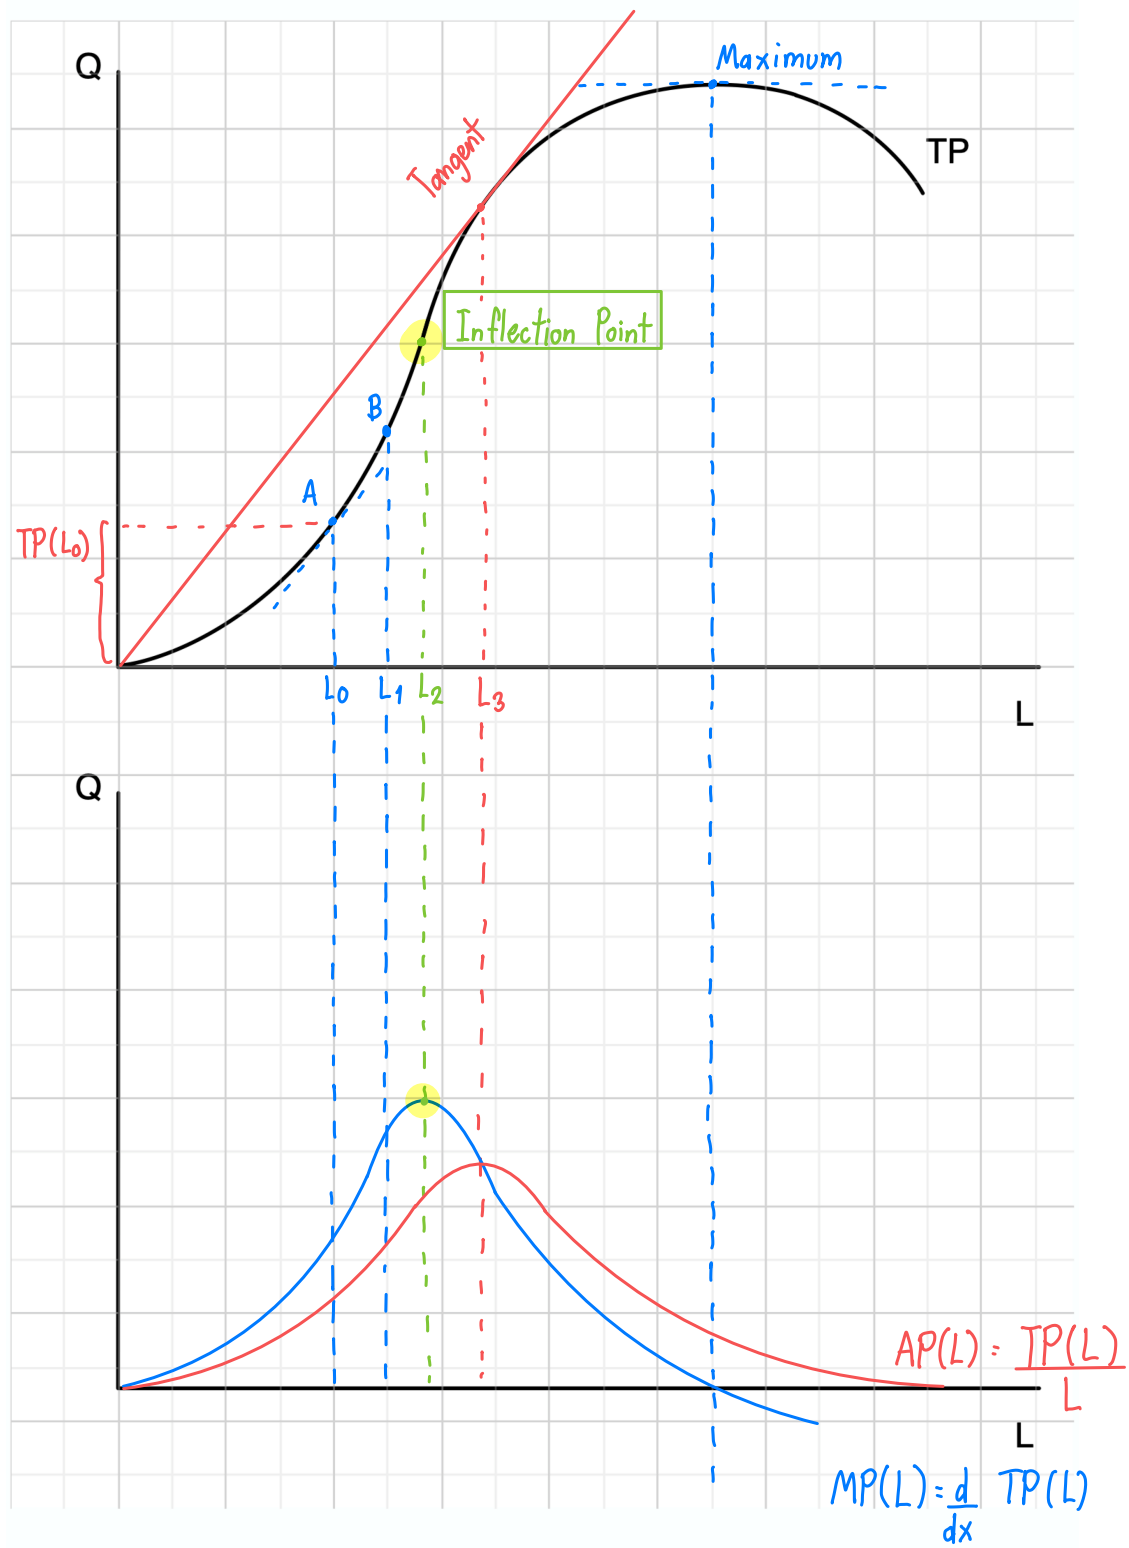 Q
Maximum
TP
Tangent
Inflection Point
B
A
TP(L0)
L0 L1 L2 L3
L
Q
AP(L) = TP(L)
L
L
MP(L) = d TP(L)
dx